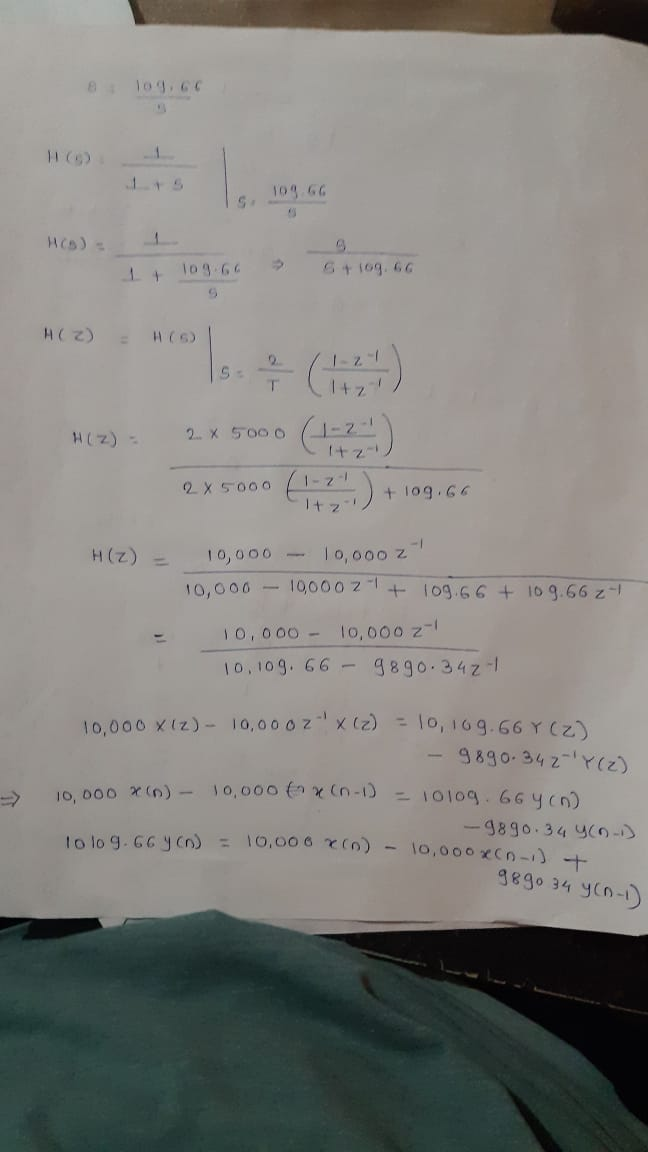 s = 109.66/s
H(s) = 1/(1+s) | s = 109.66/s
H(s) = 1/(1 + 109.66/s) ⇒ s/(s+109.66)
H(z) = H(s) | s = 2/T ((1-z^-1)/(1+z^-1))
H(z) = 2 x 5000 ((1-z^-1)/(1+z^-1)) / (2 x 5000 ((1-z^-1)/(1+z^-1)) + 109.66)
H(z) = (10,000 - 10,000 z^-1)/(10,000 - 10,000 z^-1 + 109.66 + 109.66 z^-1)
= (10,000 - 10,000 z^-1)/(10,109.66 - 9890.34 z^-1)
10,000 X(z) - 10,000 z^-1 X(z) = 10,109.66 Y(z)
- 9890.34 z^-1 Y(z)
⇒ 10,000 x(n) - 10,000 x(n-1) = 10109.66 y(n)
- 9890.34 y(n-1)
10109.66 y(n) = 10,000 x(n) - 10,000 x(n-1) +
9890 34 y(n-1)